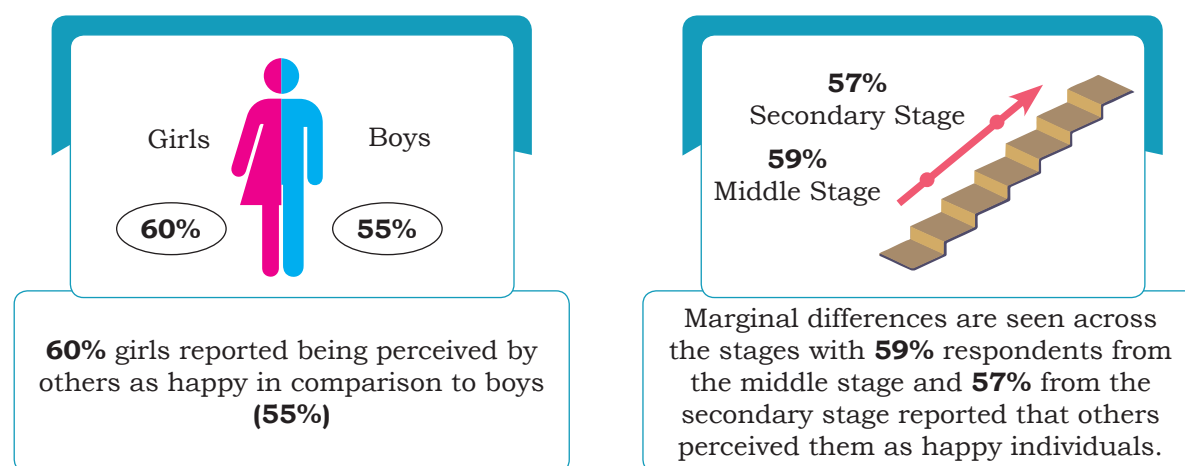 Girls
Boys
60%
55%
60% girls reported being perceived by
others as happy in comparison to boys
(55%)
57%
Secondary Stage
59%
Middle Stage
Marginal differences are seen across
the stages with 59% respondents from
the middle stage and 57% from the
secondary stage reported that others
perceived them as happy individuals.